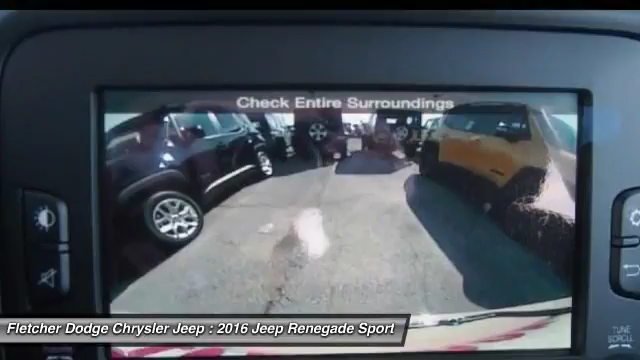 Check Entire Surroundings
Fletcher Dodge Chrysler Jeep : 2016 Jeep Renegade Sport
TUNE
SCROLL